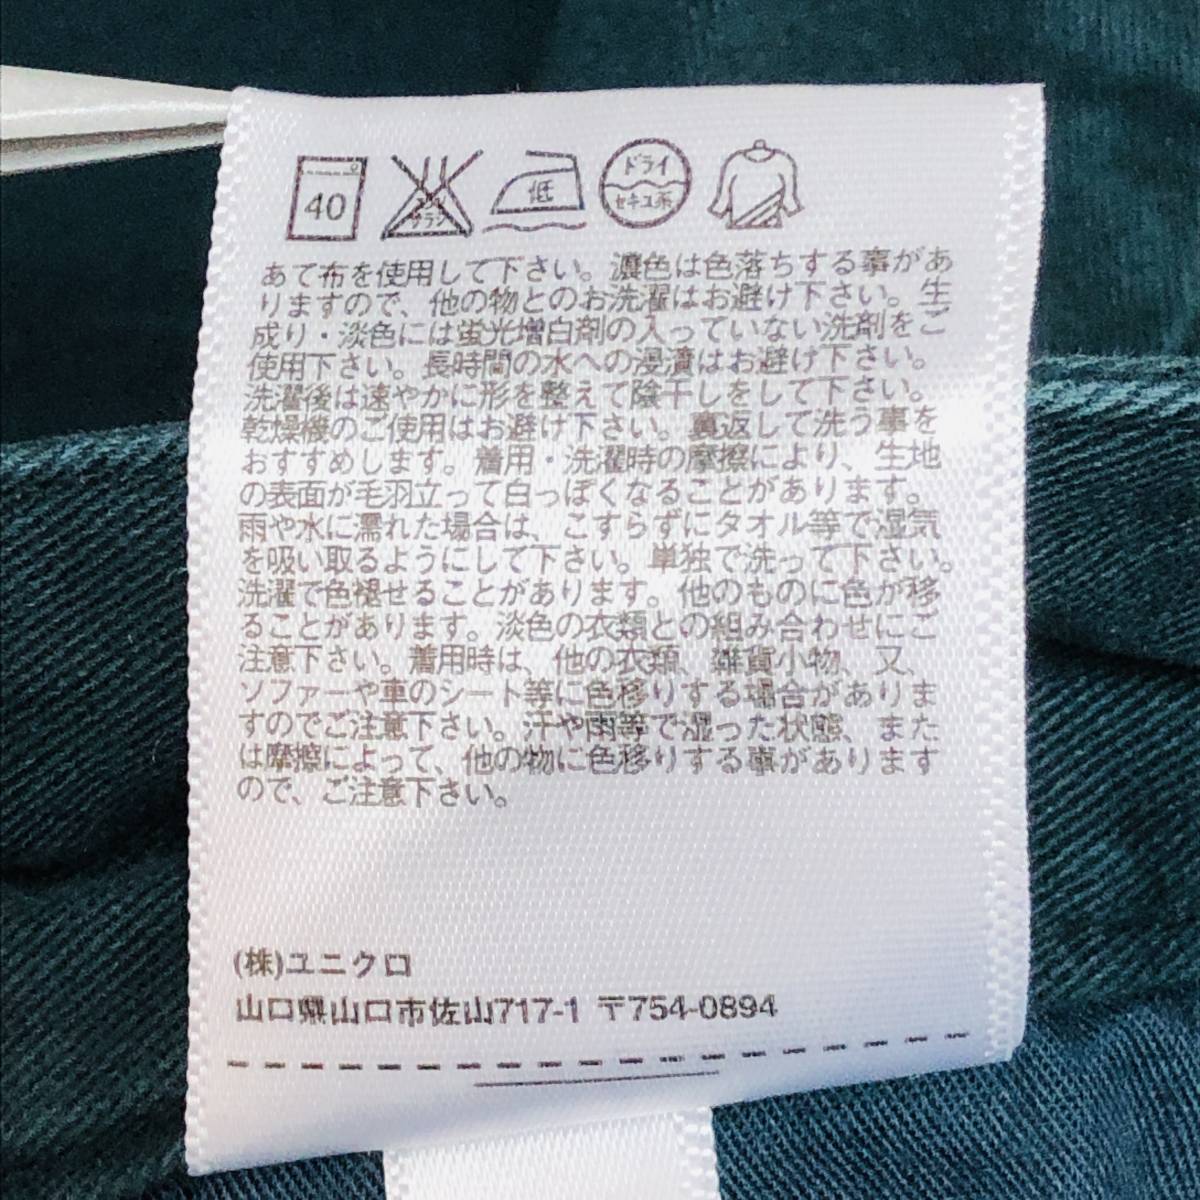 40
エンソサラシ
低
ドライ
セキユ系
あて布を使用して下さい。濃色は色落ちする事があ
りますので、他の物とのお洗濯はお避け下さい。生
成り・淡色には蛍光増白剤の入っていない洗剤をご
使用下さい。長時間の水への浸漬はお避け下さい。
洗濯後は速やかに形を整えて陰干しをして下さい。
乾燥機のご使用はお避け下さい。裏返して洗う事を
おすすめします。着用・洗濯時の摩擦により、生地
の表面が毛羽立って白っぽくなることがあります。
雨や水に濡れた場合は、こすらずにタオル等で湿気
を吸い取るようにして下さい。単独で洗って下さい。
洗濯で色褪せることがあります。他のものに色が移
ることがあります。淡色の衣類との組み合わせにご
注意下さい。着用時は、他の衣類、雑貨小物、又、
ソファーや車のシート等に色移りする場合がありま
すのでご注意下さい。汗や雨等で湿った状態、また
は摩擦によって、他の物に色移りする事があります
ので、ご注意下さい。
(株)ユニクロ
山口県山口市佐山717-1 〒754-0894